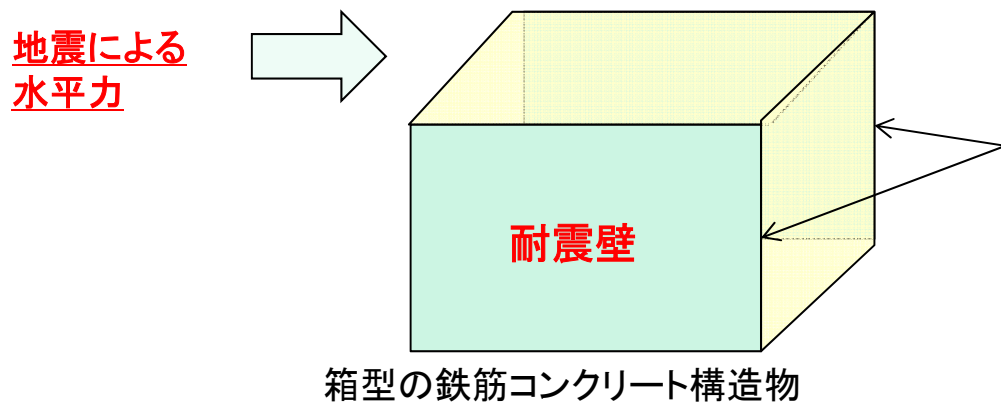 地震による
水平力
耐震壁
箱型の鉄筋コンクリート構造物